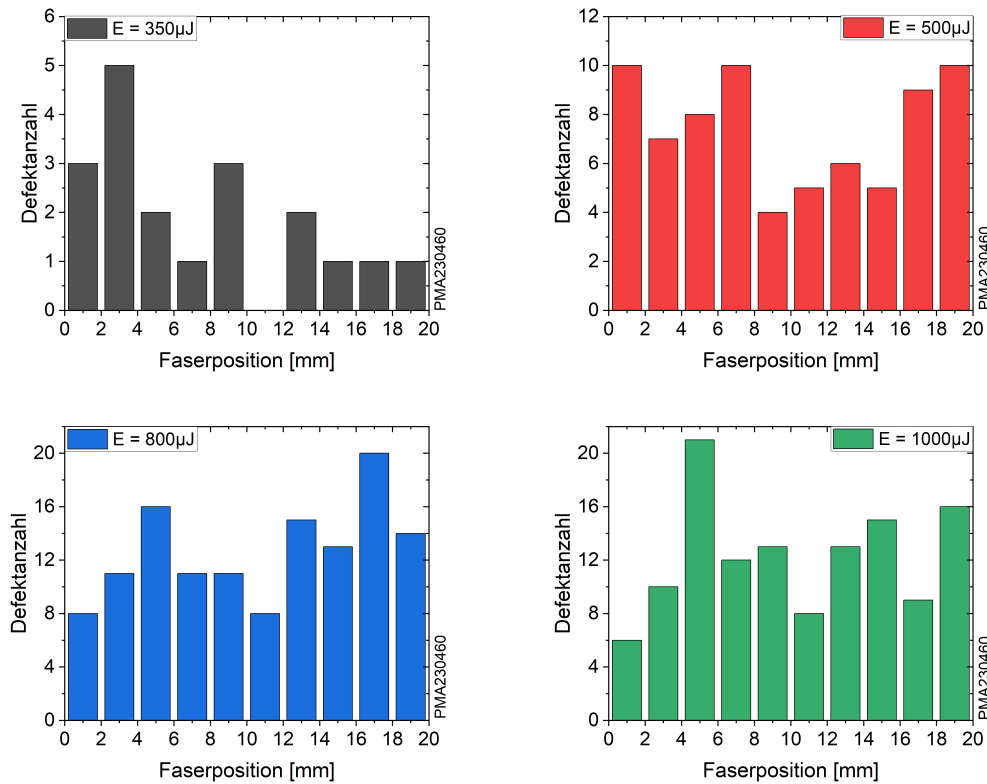 E = 350µJ
6
5
4
3
2
1
0
Defektanzahl
0 2 4 6 8 10 12 14 16 18 20
Faserposition [mm]
PMA230460
E = 500µJ
12
10
8
6
4
2
0
Defektanzahl
0 2 4 6 8 10 12 14 16 18 20
Faserposition [mm]
PMA230460
E = 800µJ
20
16
12
8
4
0
Defektanzahl
0 2 4 6 8 10 12 14 16 18 20
Faserposition [mm]
PMA230460
E = 1000µJ
20
16
12
8
4
0
Defektanzahl
0 2 4 6 8 10 12 14 16 18 20
Faserposition [mm]
PMA230460